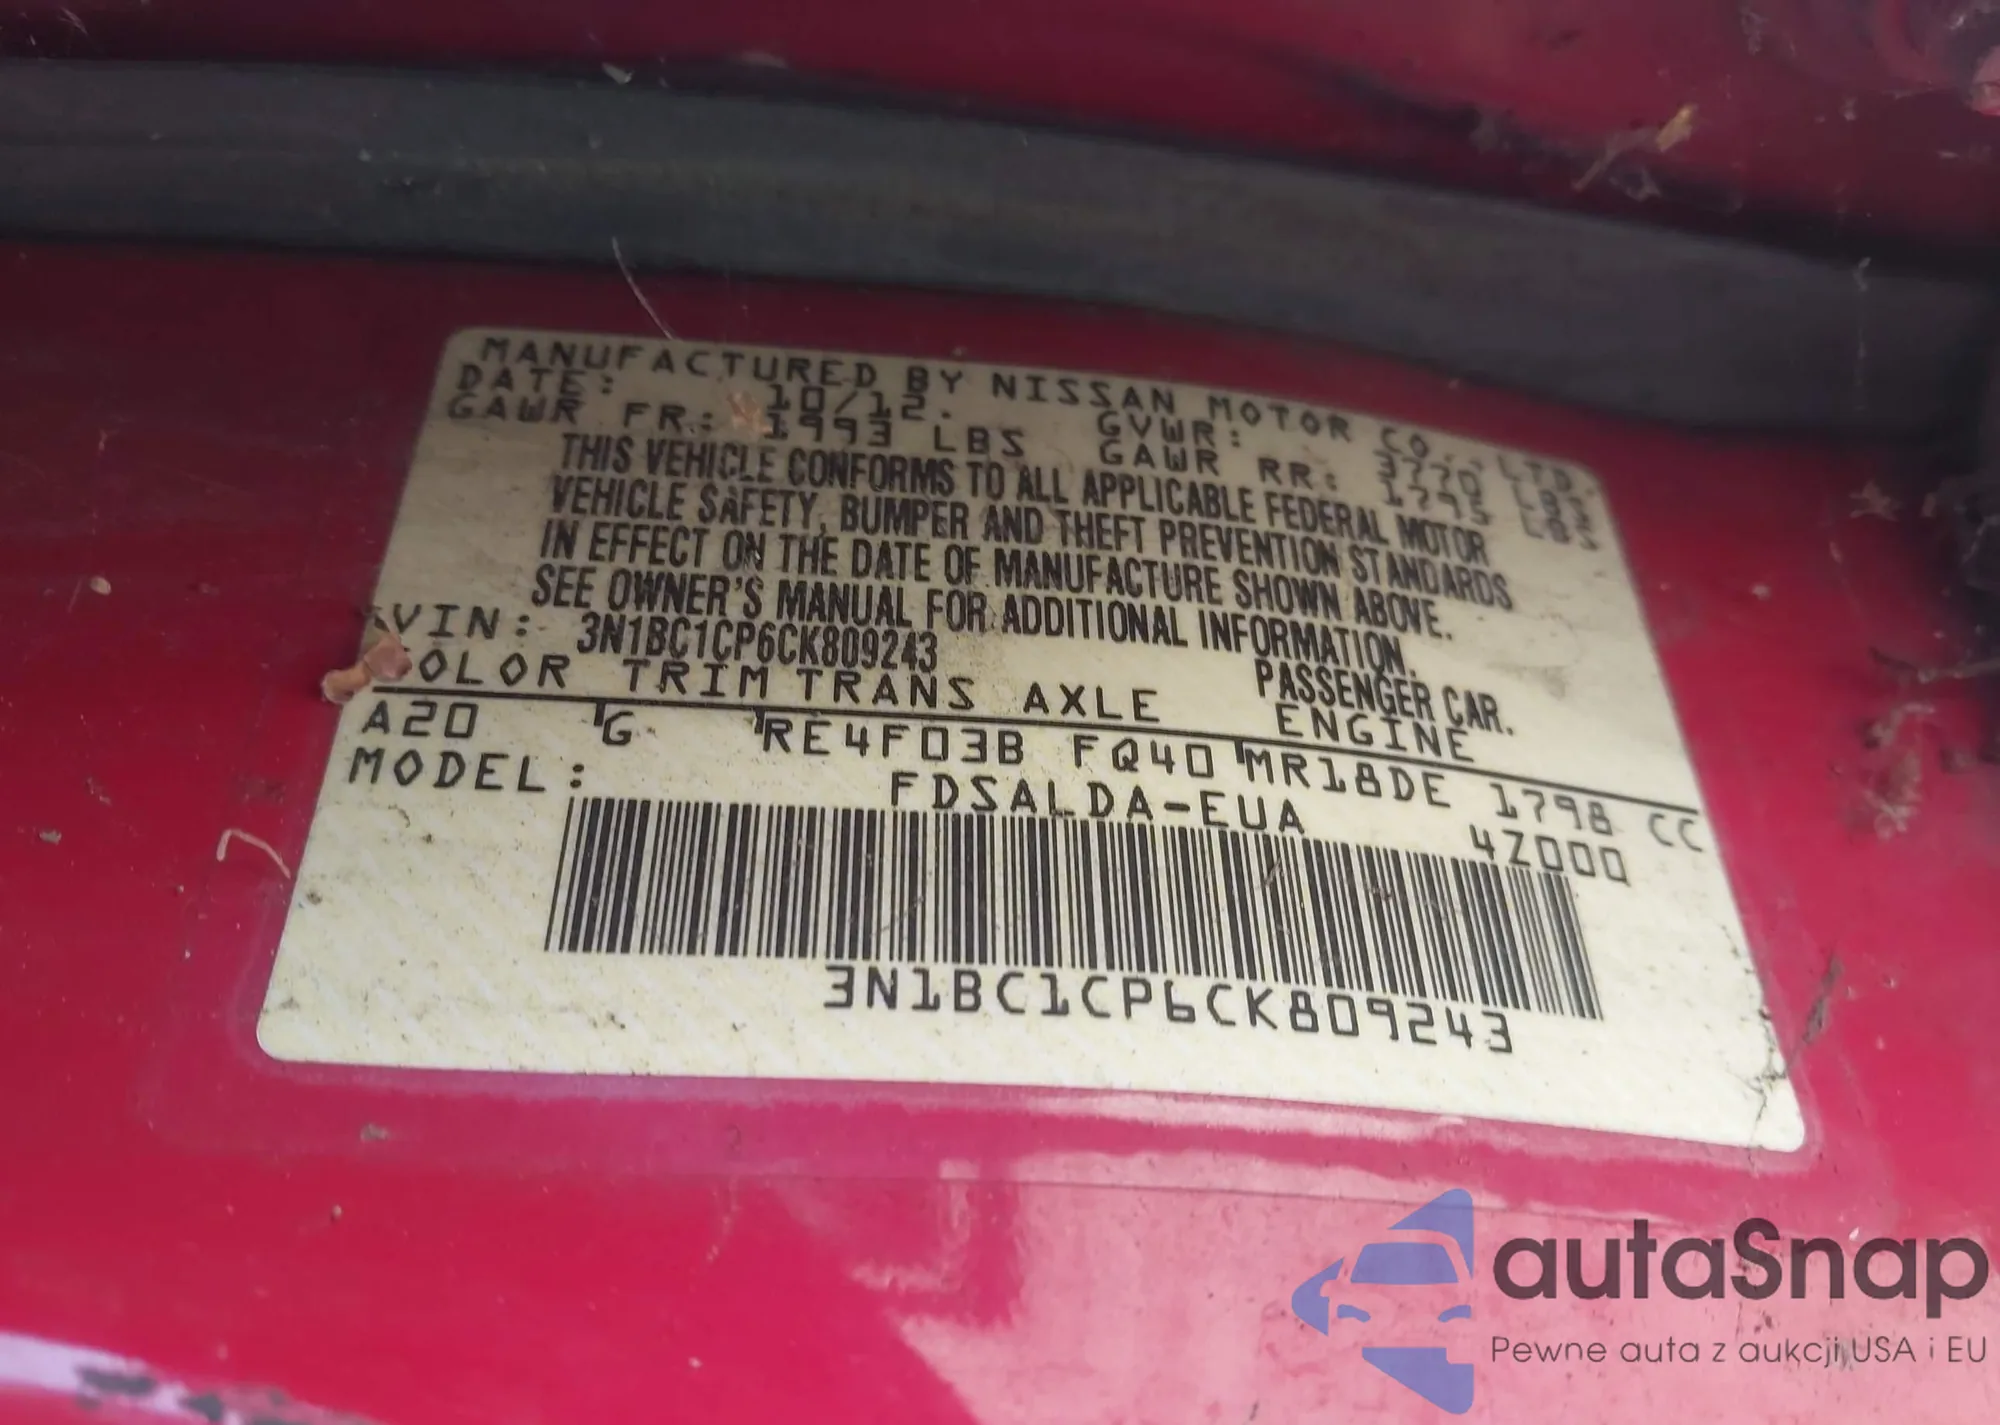 MANUFACTURED BY NISSAN MOTOR CO., LTD.
DATE: 10/12. GVWR: 3770 LBS
GAWR FR: 1993 LBS GAWR RR: 1795 LBS
THIS VEHICLE CONFORMS TO ALL APPLICABLE FEDERAL MOTOR
VEHICLE SAFETY, BUMPER AND THEFT PREVENTION STANDARDS
IN EFFECT ON THE DATE OF MANUFACTURE SHOWN ABOVE.
SEE OWNER'S MANUAL FOR ADDITIONAL INFORMATION.
VIN: 3N1BC1CP6CK809243 PASSENGER CAR.
COLOR TRIM TRANS AXLE ENGINE
A20 G RE4F03B FQ40 MR18DE 1798 CC
MODEL: FDSALDA-EUA 4Z000
3N1BC1CP6CK809243
autaSnap
Pewne auta z aukcji USA i EU